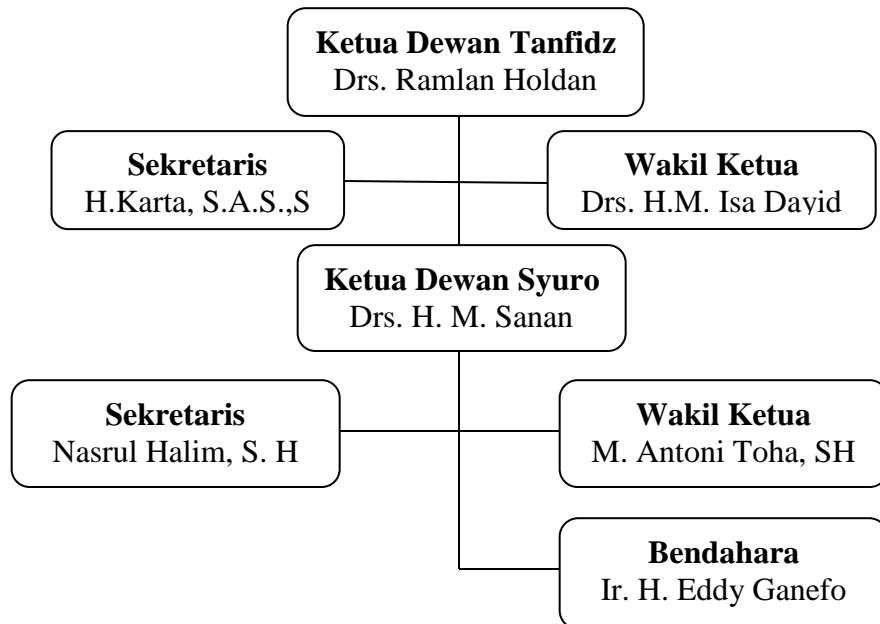 Ketua Dewan Tanfidz
Drs. Ramlan Holdan
Sekretaris
H.Karta, S.A.S.,S
Wakil Ketua
Drs. H.M. Isa Dayid
Ketua Dewan Syuro
Drs. H. M. Sanan
Sekretaris
Nasrul Halim, S. H
Wakil Ketua
M. Antoni Toha, SH
Bendahara
Ir. H. Eddy Ganefo